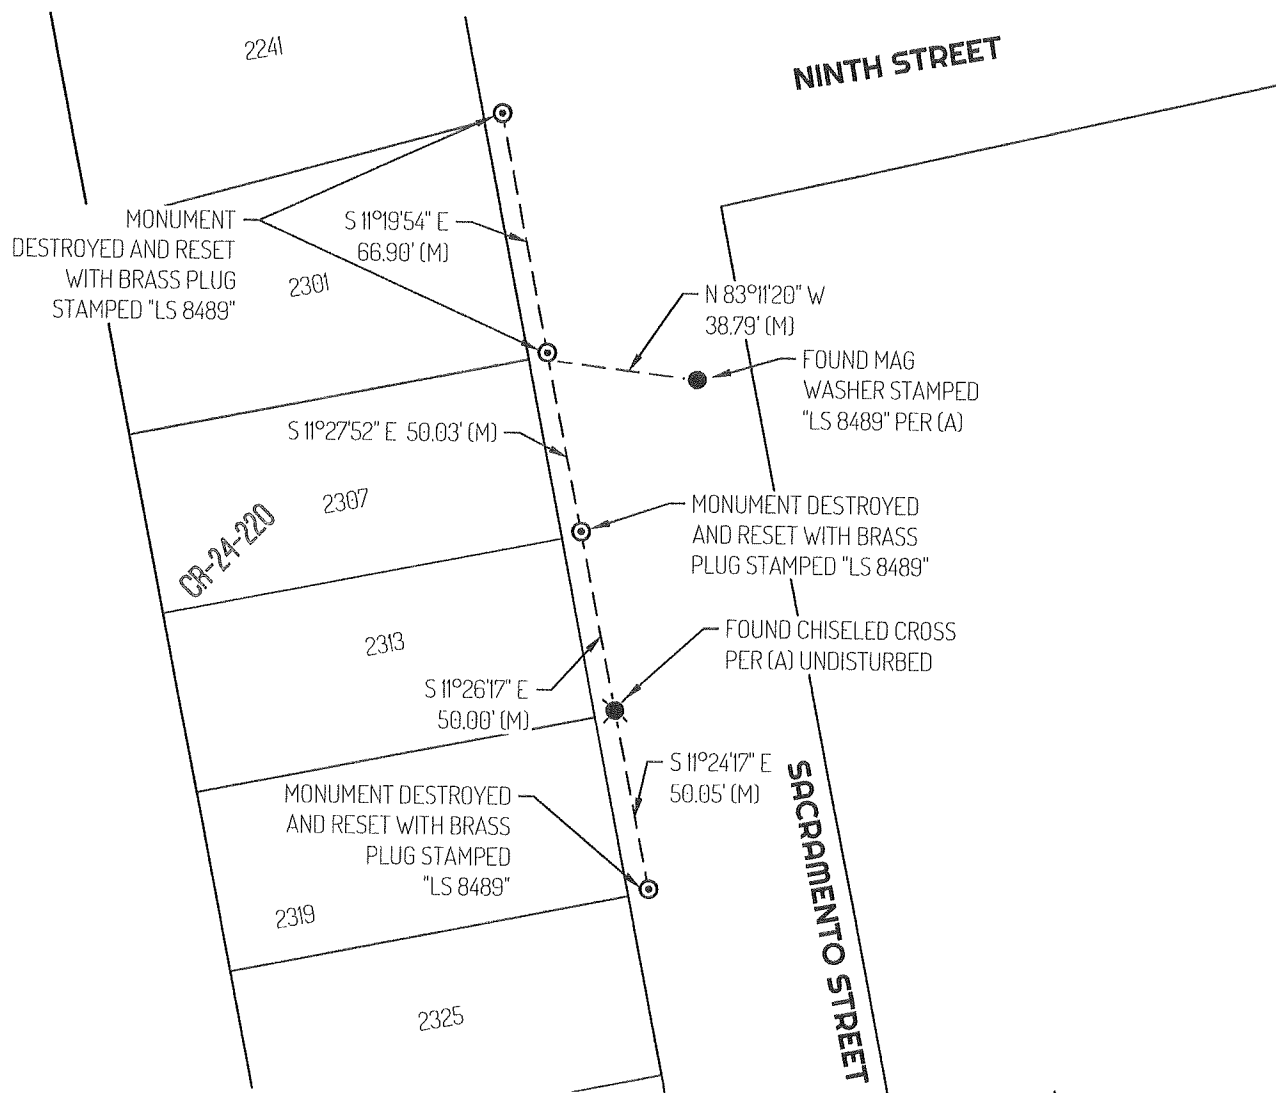 2241
NINTH STREET
MONUMENT
DESTROYED AND RESET
WITH BRASS PLUG
STAMPED "LS 8489"
S 11°19'54" E
66.90' (M)
2301
N 83°11'20" W
38.79' (M)
FOUND MAG
WASHER STAMPED
"LS 8489" PER (A)
S 11°27'52" E 50.03' (M)
2307
CR-24-220
MONUMENT DESTROYED
AND RESET WITH BRASS
PLUG STAMPED "LS 8489"
2313
FOUND CHISELED CROSS
PER (A) UNDISTURBED
S 11°26'17" E
50.00' (M)
S 11°24'17" E
50.05' (M)
MONUMENT DESTROYED
AND RESET WITH BRASS
PLUG STAMPED
"LS 8489"
SACRAMENTO STREET
2319
2325